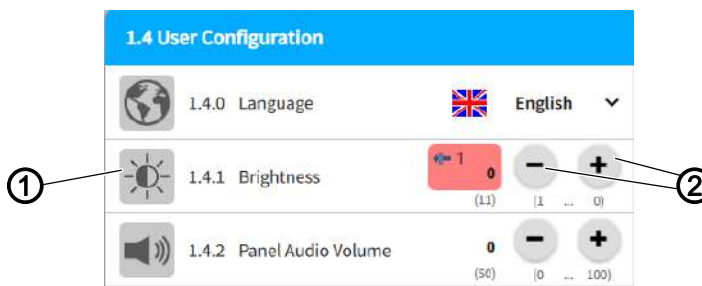 1.4 User Configuration
1.4.0 Language English
1 1.4.1 Brightness 1 0 - + 2
(11) (1 ... 0)
1.4.2 Panel Audio Volume 0 - +
(50) (0 ... 100)